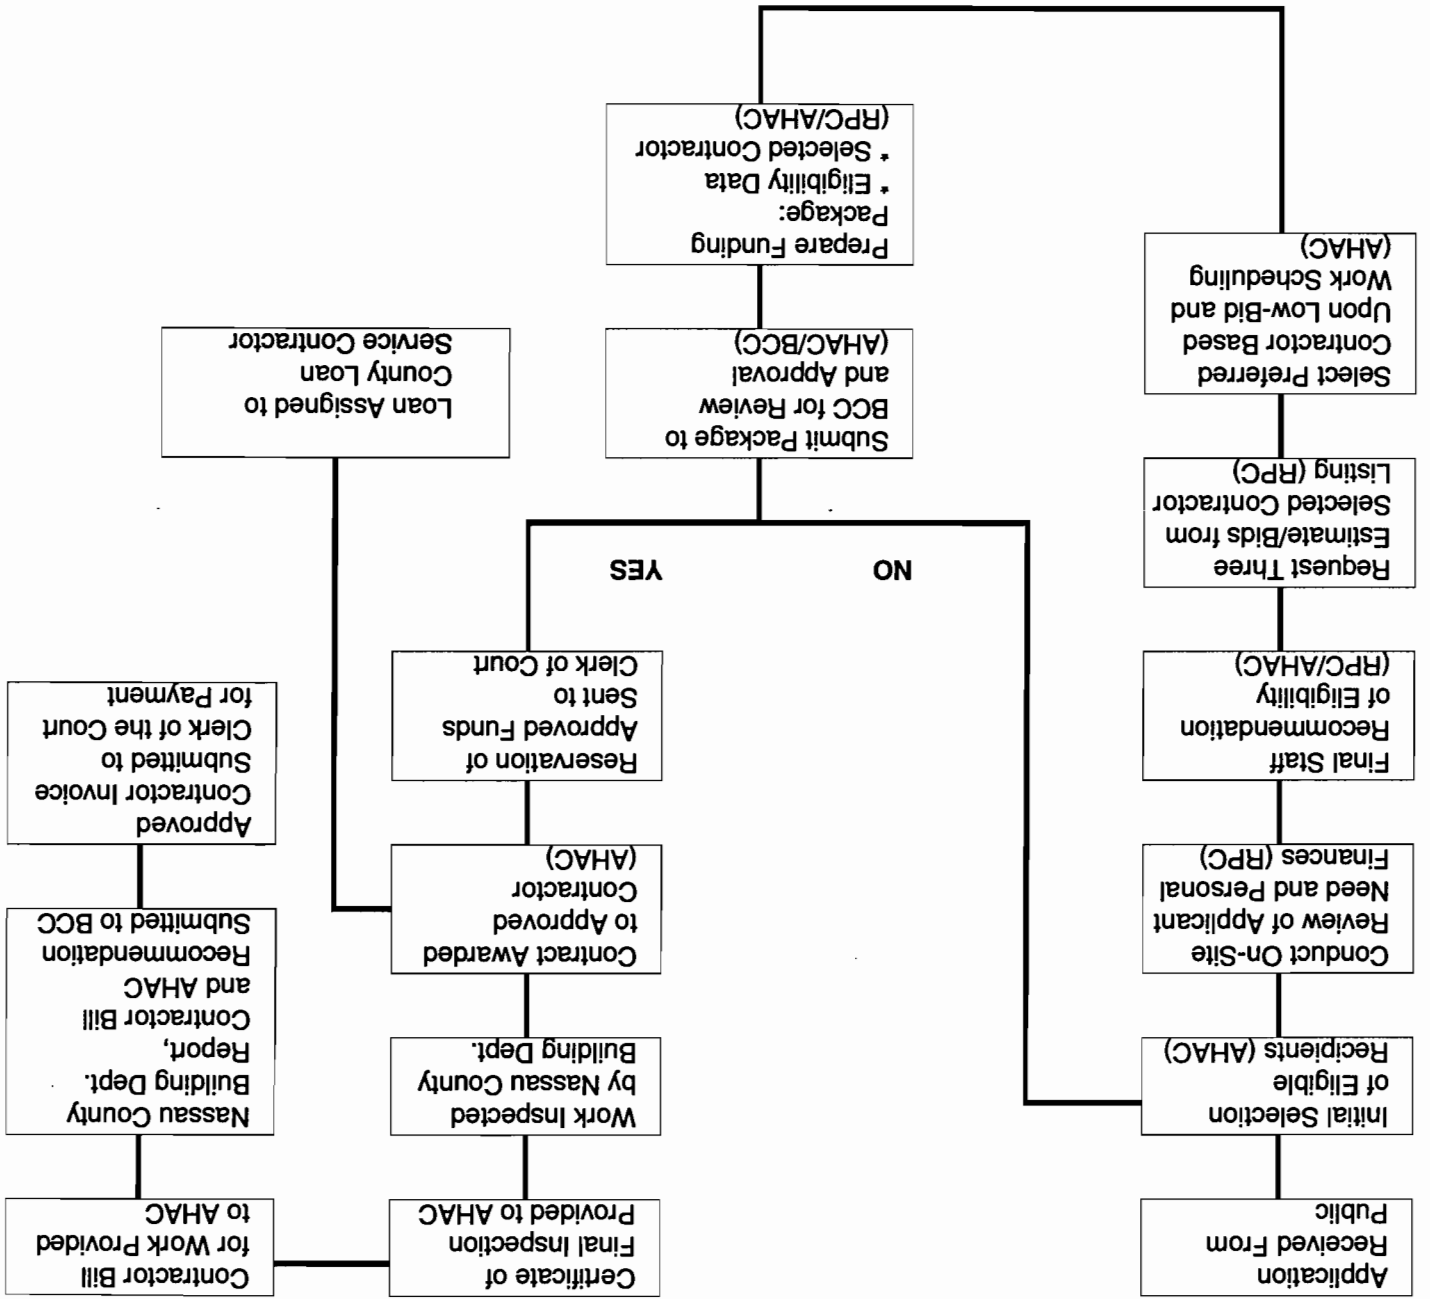 Application
Received From
Public
Initial Selection
of Eligible
Recipients (AHAC)
Conduct On-Site
Review of Applicant
Need and Personal
Finances (RPC)
Final Staff
Recommendation
of Eligibility
(RPC/AHAC)
Request Three
Estimate/Bids from
Selected Contractor
Listing (RPC)
Select Preferred
Contractor Based
Upon Low-Bid and
Work Scheduling
(AHAC)
Prepare Funding
Package:
* Eligibility Data
* Selected Contractor
(RPC/AHAC)
Submit Package to
BCC for Review
and Approval
(AHAC/BCC)
NO
YES
Reservation of
Approved Funds
Sent to
Clerk of Court
Contract Awarded
to Approved
Contractor
(AHAC)
Loan Assigned to
County Loan
Service Contractor
Work Inspected
by Nassau County
Building Dept.
Certificate of
Final Inspection
Provided to AHAC
Contractor Bill
for Work Provided
to AHAC
Nassau County
Building Dept.
Report,
Contractor Bill
and AHAC
Recommendation
Submitted to BCC
Approved
Contractor Invoice
Submitted to
Clerk of the Court
for Payment